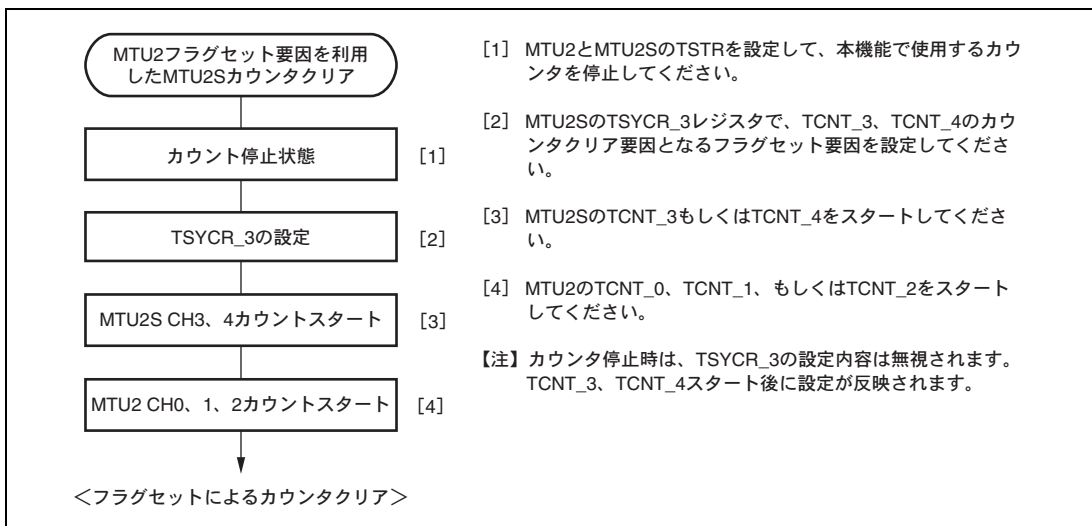 MTU2フラグセット要因を利用
したMTU2Sカウンタクリア
カウント停止状態 [1]
TSYCR_3の設定 [2]
MTU2S CH3、4カウントスタート [3]
MTU2 CH0、1、2カウントスタート [4]
＜フラグセットによるカウンタクリア＞
[1] MTU2とMTU2SのTSTRを設定して、本機能で使用するカウ
ンタを停止してください。
[2] MTU2SのTSYCR_3レジスタで、TCNT_3、TCNT_4のカウ
ンタクリア要因となるフラグセット要因を設定してくださ
い。
[3] MTU2SのTCNT_3もしくはTCNT_4をスタートしてくださ
い。
[4] MTU2のTCNT_0、TCNT_1、もしくはTCNT_2をスタート
してください。
【注】カウンタ停止時は、TSYCR_3の設定内容は無視されます。
TCNT_3、TCNT_4スタート後に設定が反映されます。